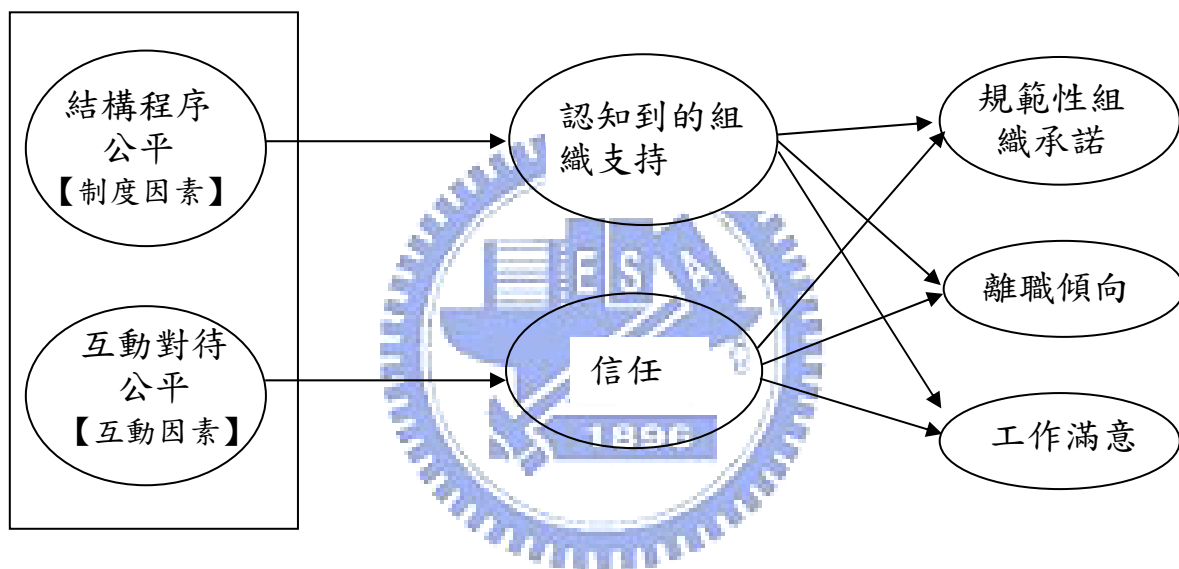 結構程序
公平
【制度因素】
互動對待
公平
【互動因素】
認知到的組
織支持
信任
規範性組
織承諾
離職傾向
工作滿意
E S A
1896